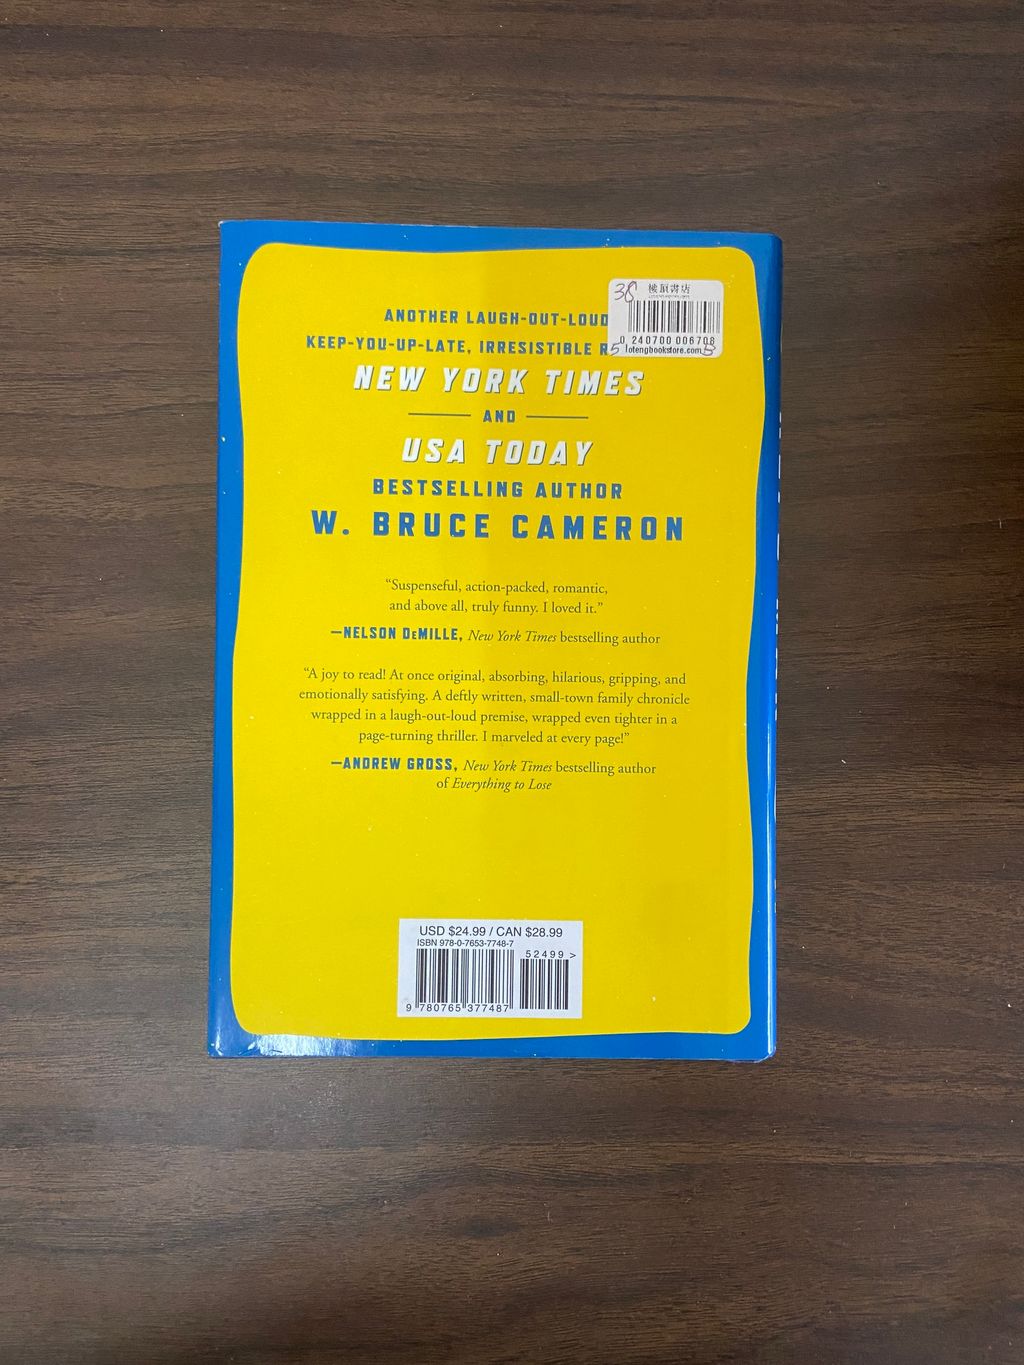 38
樓頂書店
0 240700 006708
5 lotengbookstore.com
ANOTHER LAUGH-OUT-LOUD
KEEP-YOU-UP-LATE, IRRESISTIBLE R
NEW YORK TIMES
AND
USA TODAY
BESTSELLING AUTHOR
W. BRUCE CAMERON
“Suspenseful, action-packed, romantic,
and above all, truly funny. I loved it.”
—NELSON DeMILLE, New York Times bestselling author
“A joy to read! At once original, absorbing, hilarious, gripping, and
emotionally satisfying. A deftly written, small-town family chronicle
wrapped in a laugh-out-loud premise, wrapped even tighter in a
page-turning thriller. I marveled at every page!”
—ANDREW GROSS, New York Times bestselling author
of Everything to Lose
USD $24.99 / CAN $28.99
ISBN 978-0-7653-7748-7
52499 >
9 780765 377487